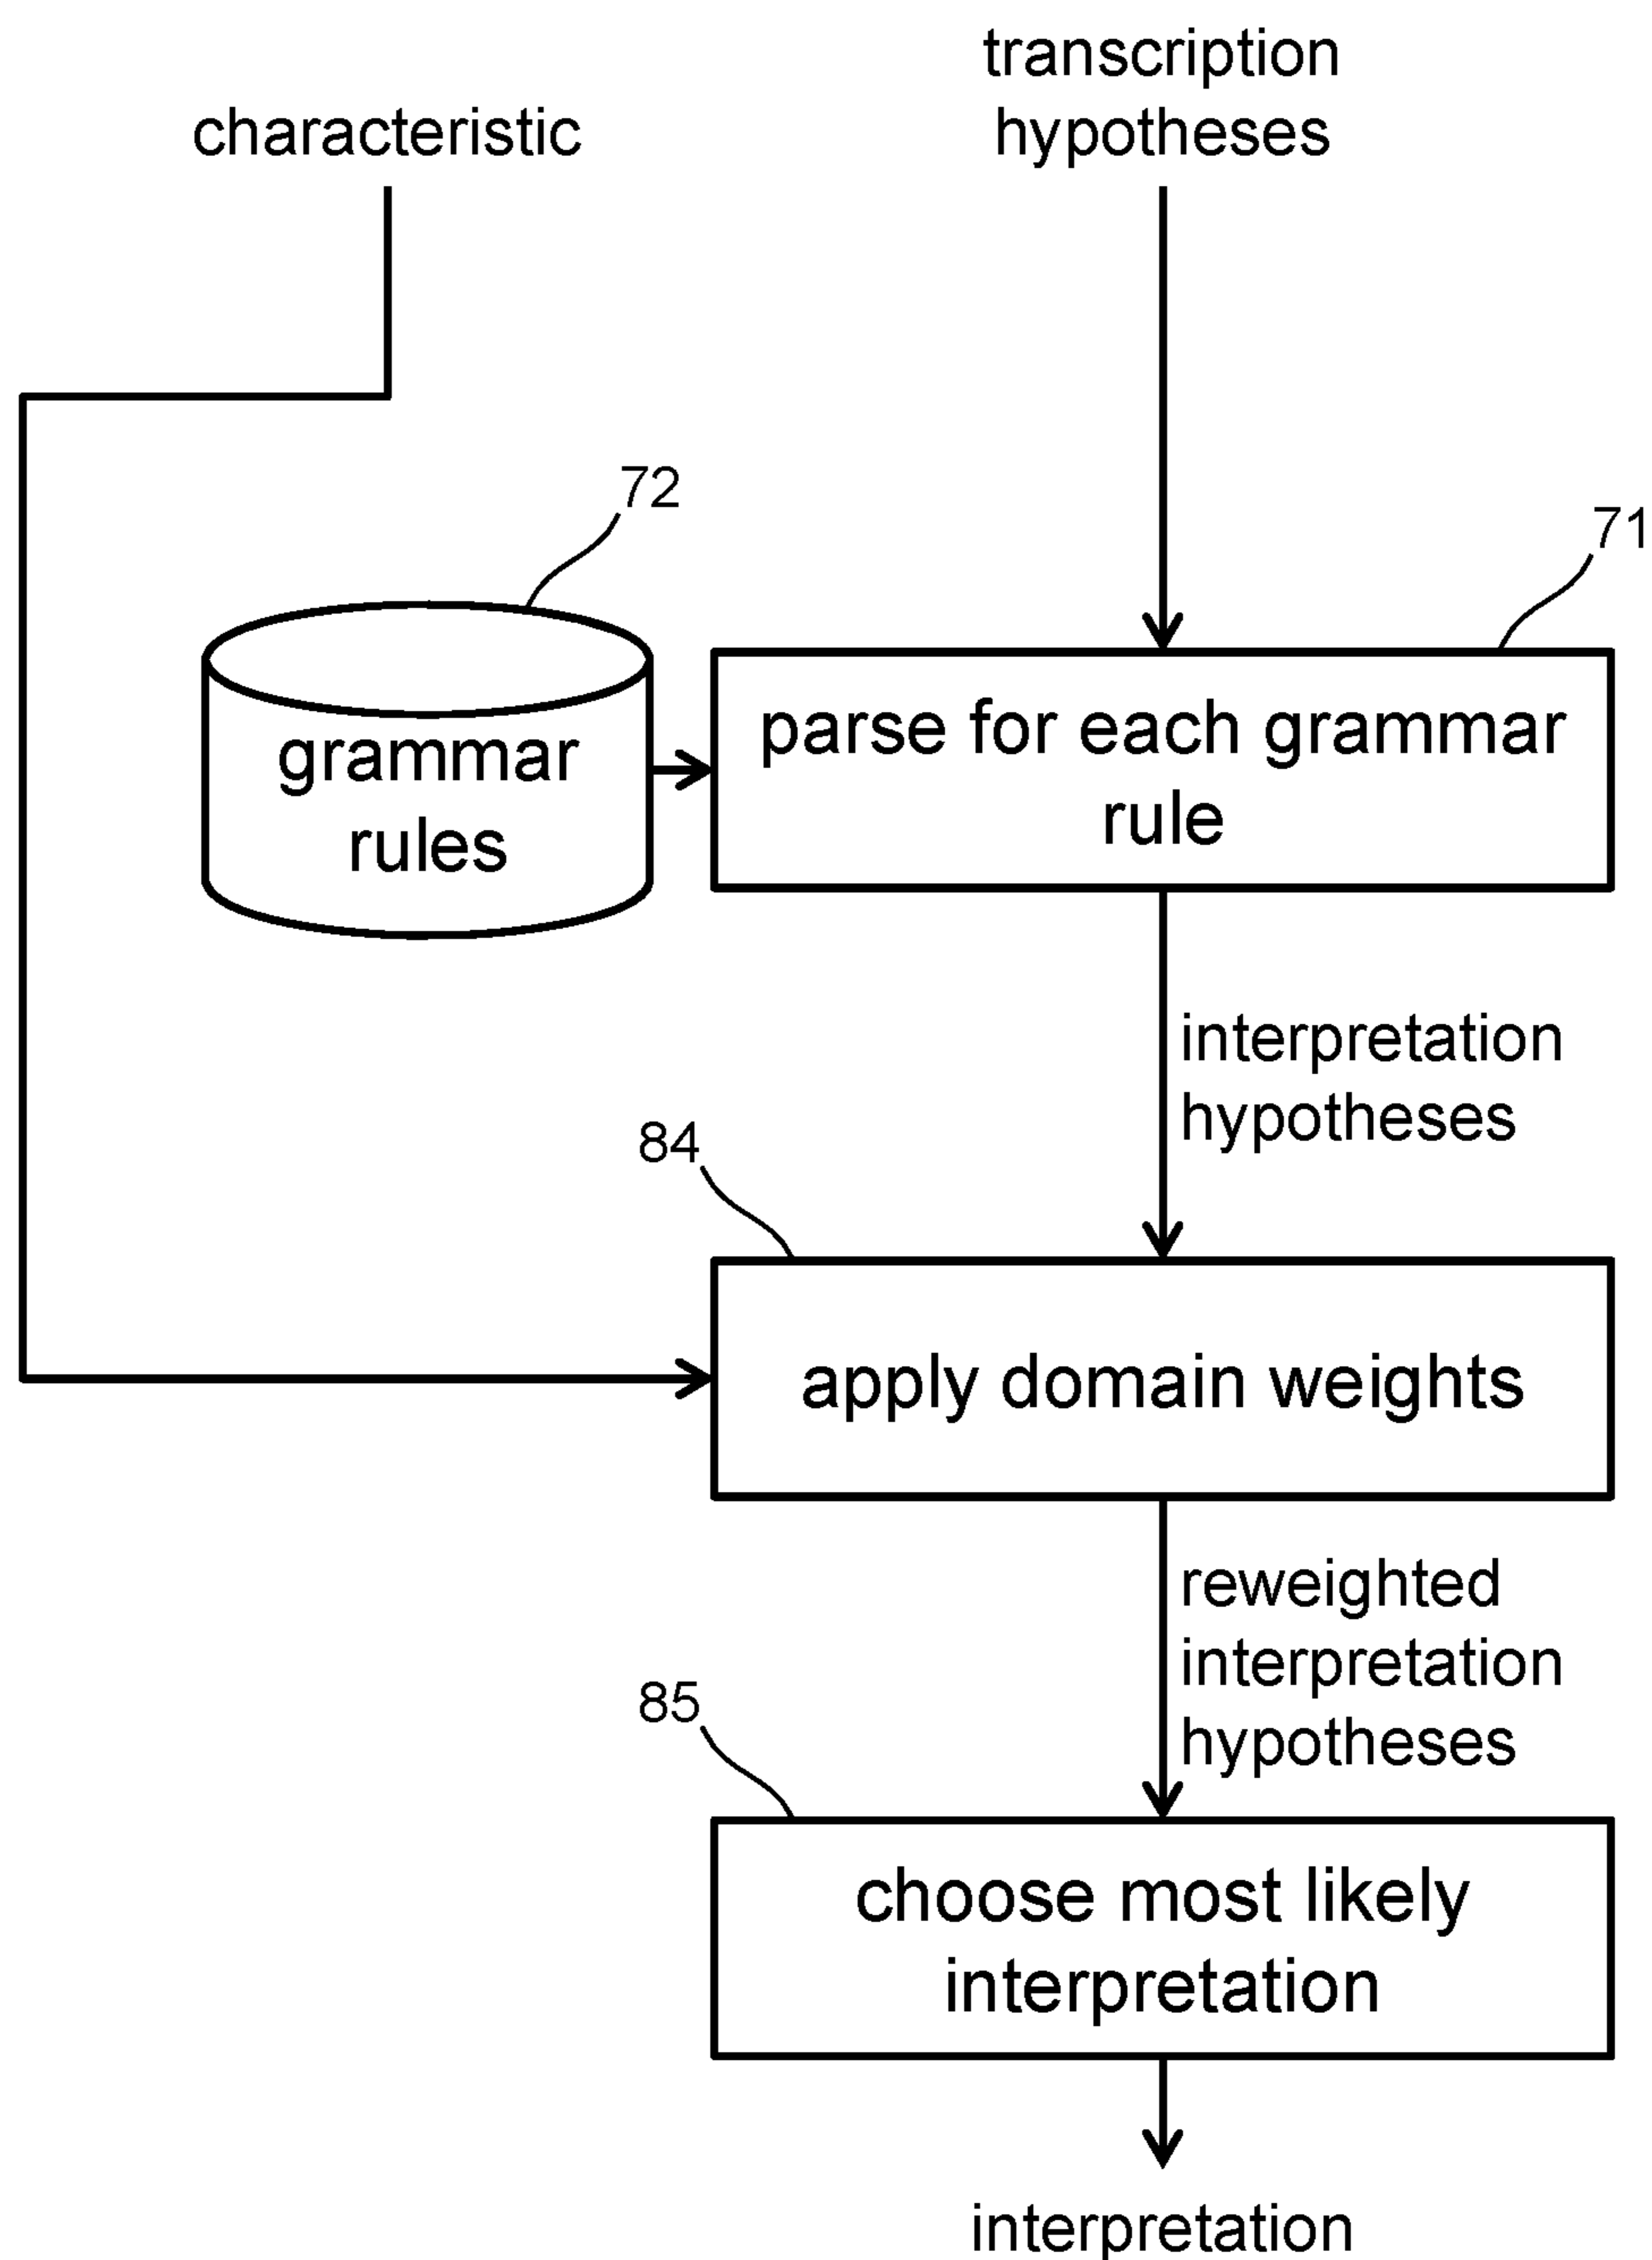 transcription
hypotheses
characteristic
72
71
grammar
rules
parse for each grammar
rule
interpretation
hypotheses
84
apply domain weights
reweighted
interpretation
hypotheses
85
choose most likely
interpretation
interpretation